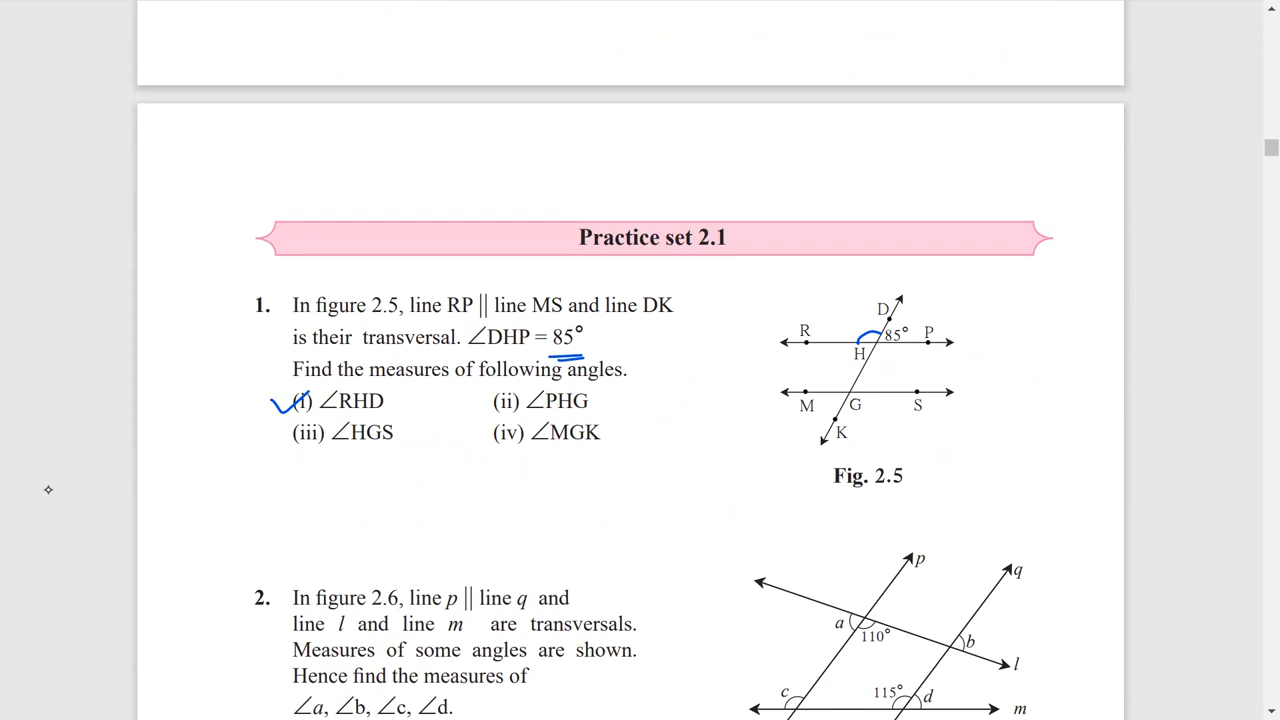 Practice set 2.1
1. In figure 2.5, line RP || line MS and line DK
is their transversal. ∠DHP = 85°
Find the measures of following angles.
(i) ∠RHD (ii) ∠PHG
(iii) ∠HGS (iv) ∠MGK
D
R 85° P
H
M G S
K
Fig. 2.5
2. In figure 2.6, line p || line q and
line l and line m are transversals.
Measures of some angles are shown.
Hence find the measures of
∠a, ∠b, ∠c, ∠d.
p
q
a 110° b
l
c 115° d
m